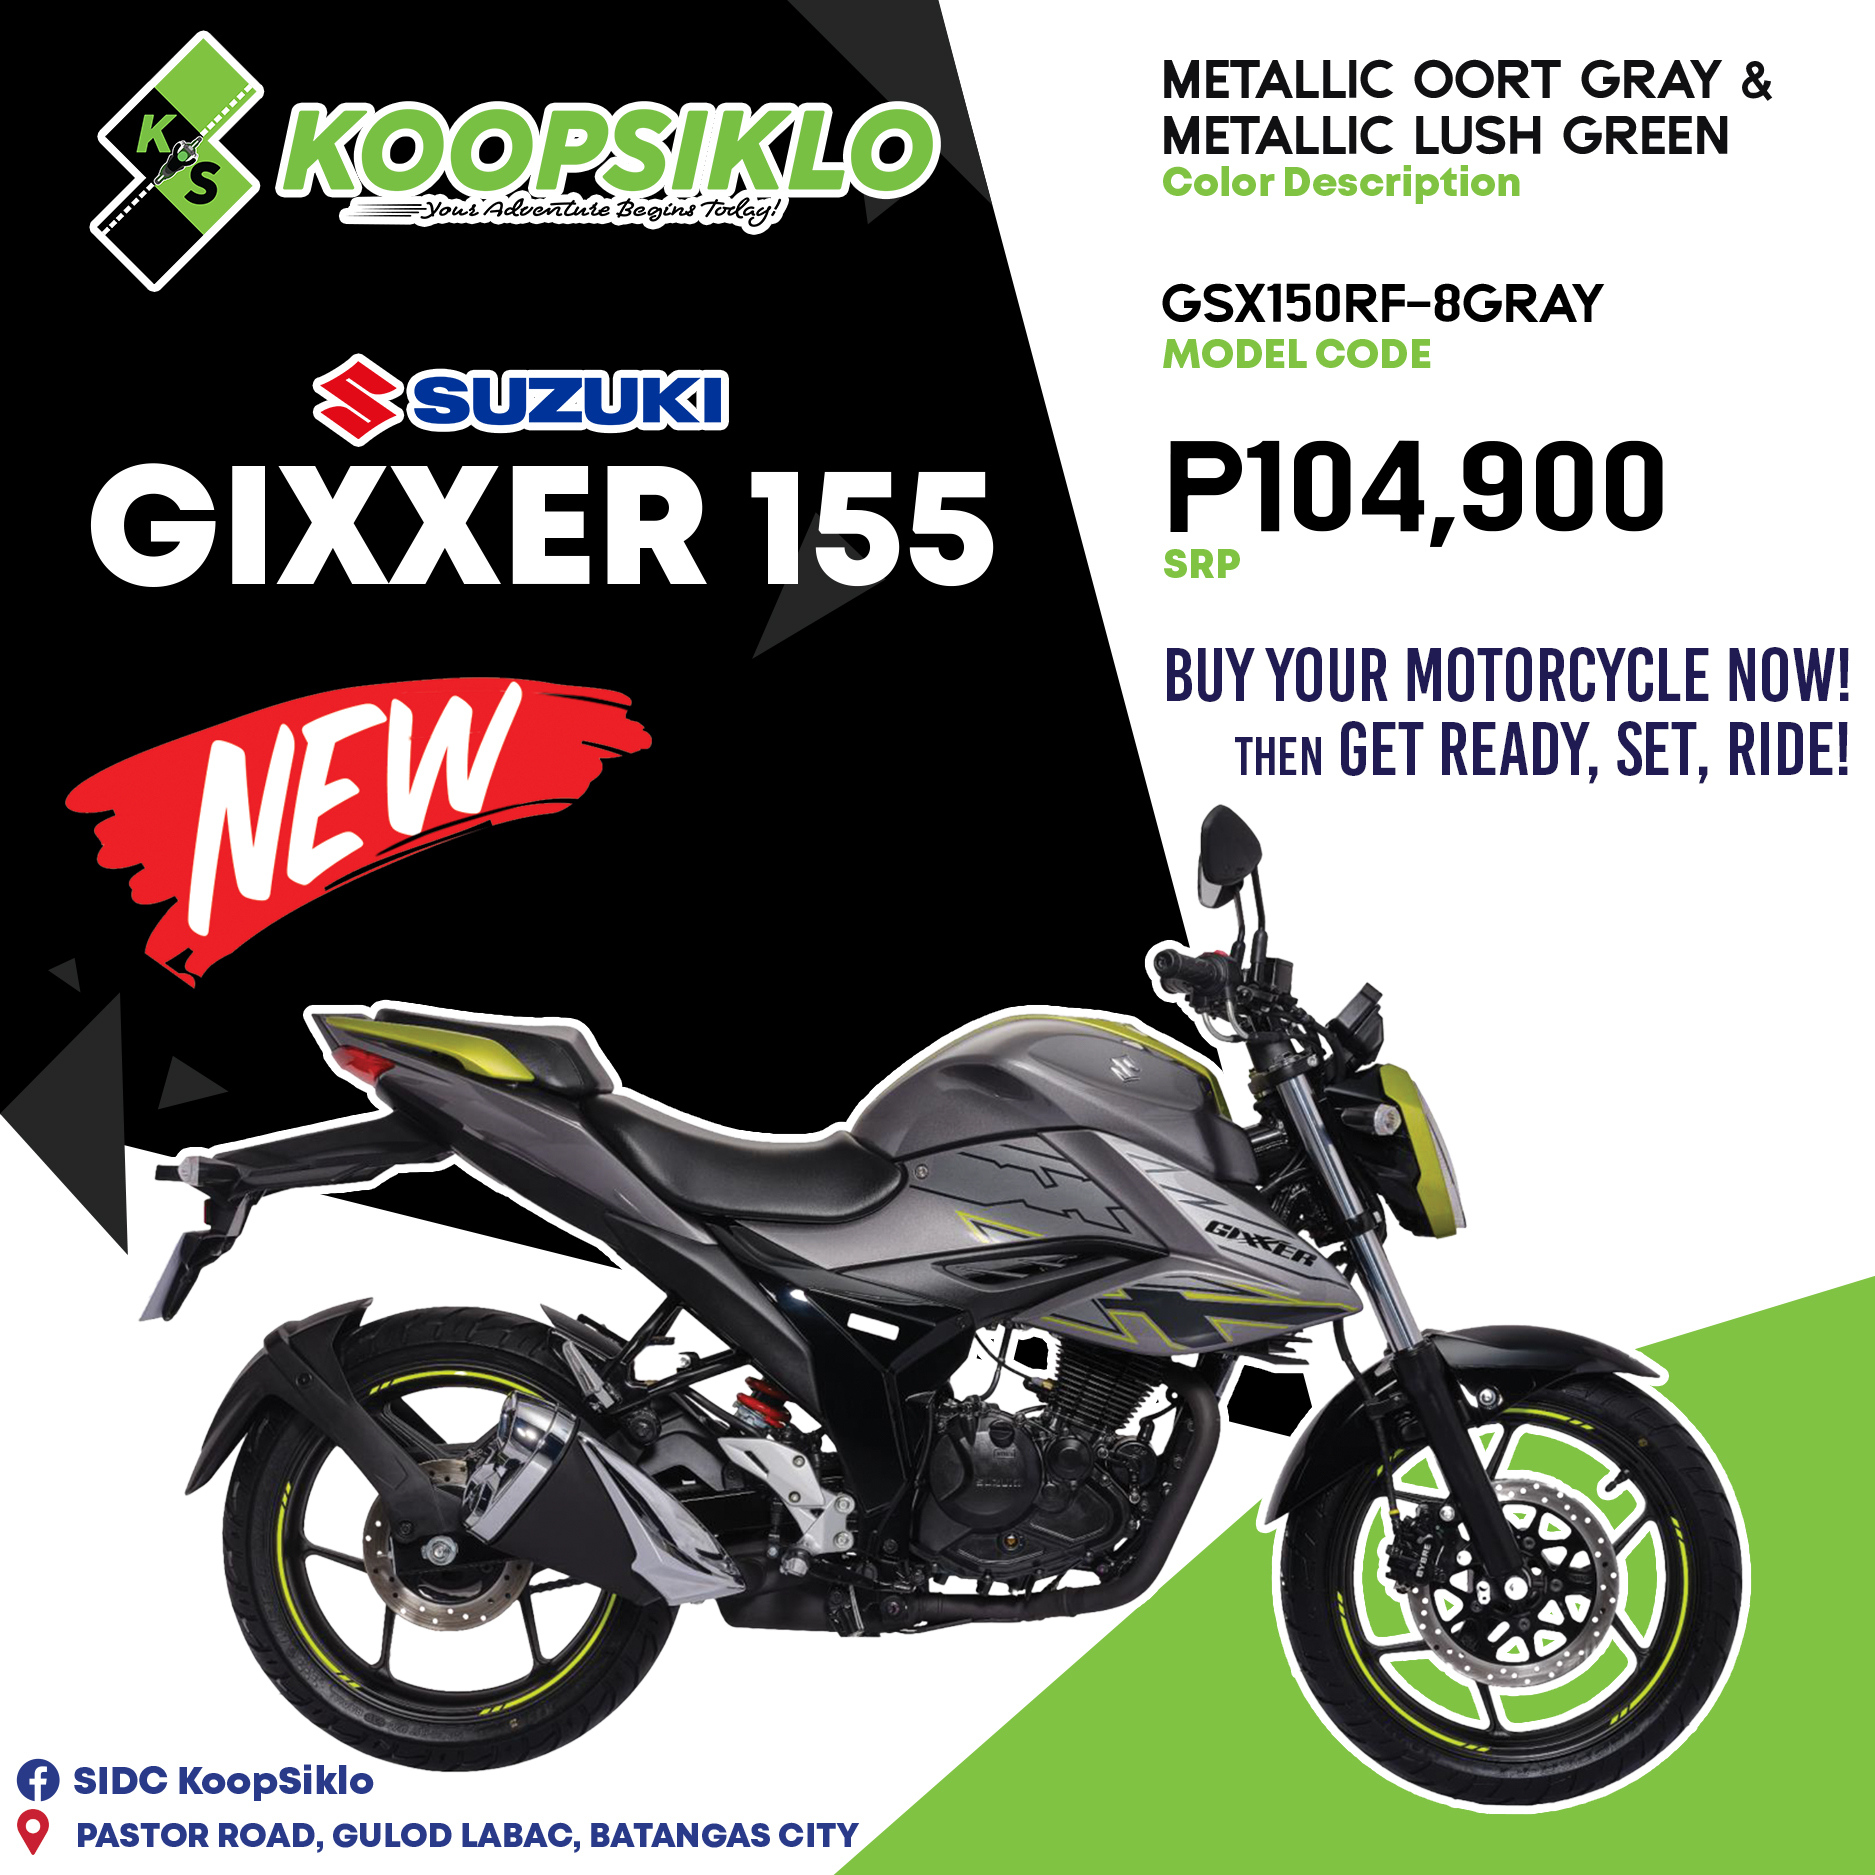 K S
KOOPSIKLO
Your Adventure Begins Today!
SUZUKI
GIXXER 155
NEW
METALLIC OORT GRAY &
METALLIC LUSH GREEN
Color Description
GSX150RF-8GRAY
MODEL CODE
P104,900
SRP
BUY YOUR MOTORCYCLE NOW!
THEN GET READY, SET, RIDE!
GIXXER
SUZUKI
BYBRE
SIDC KoopSiklo
PASTOR ROAD, GULOD LABAC, BATANGAS CITY